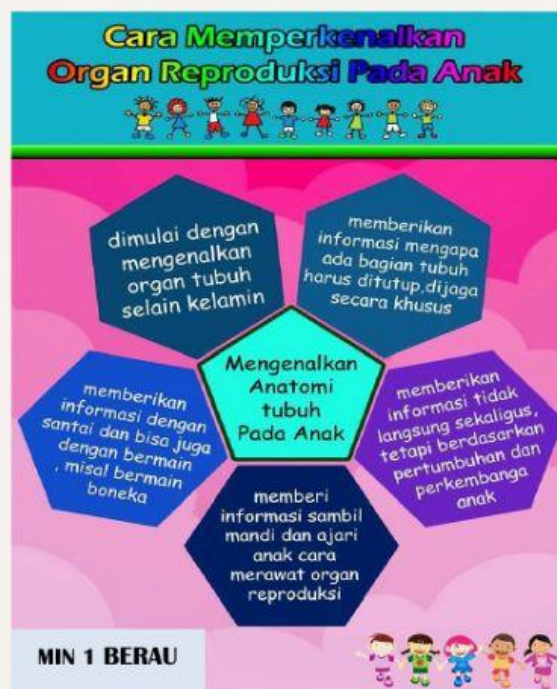 Cara Memperkenalkan
Organ Reproduksi Pada Anak
dimulai dengan
mengenalkan
organ tubuh
selain kelamin
memberikan
informasi mengapa
ada bagian tubuh
harus ditutup,dijaga
secara khusus
Mengenalkan
Anatomi
tubuh
Pada Anak
memberikan
informasi dengan
santai dan bisa juga
dengan bermain
, misal bermain
boneka
memberikan
informasi tidak
langsung sekaligus,
tetapi berdasarkan
pertumbuhan dan
perkembanga
anak
memberi
informasi sambil
mandi dan ajari
anak cara
merawat organ
reproduksi
MIN 1 BERAU